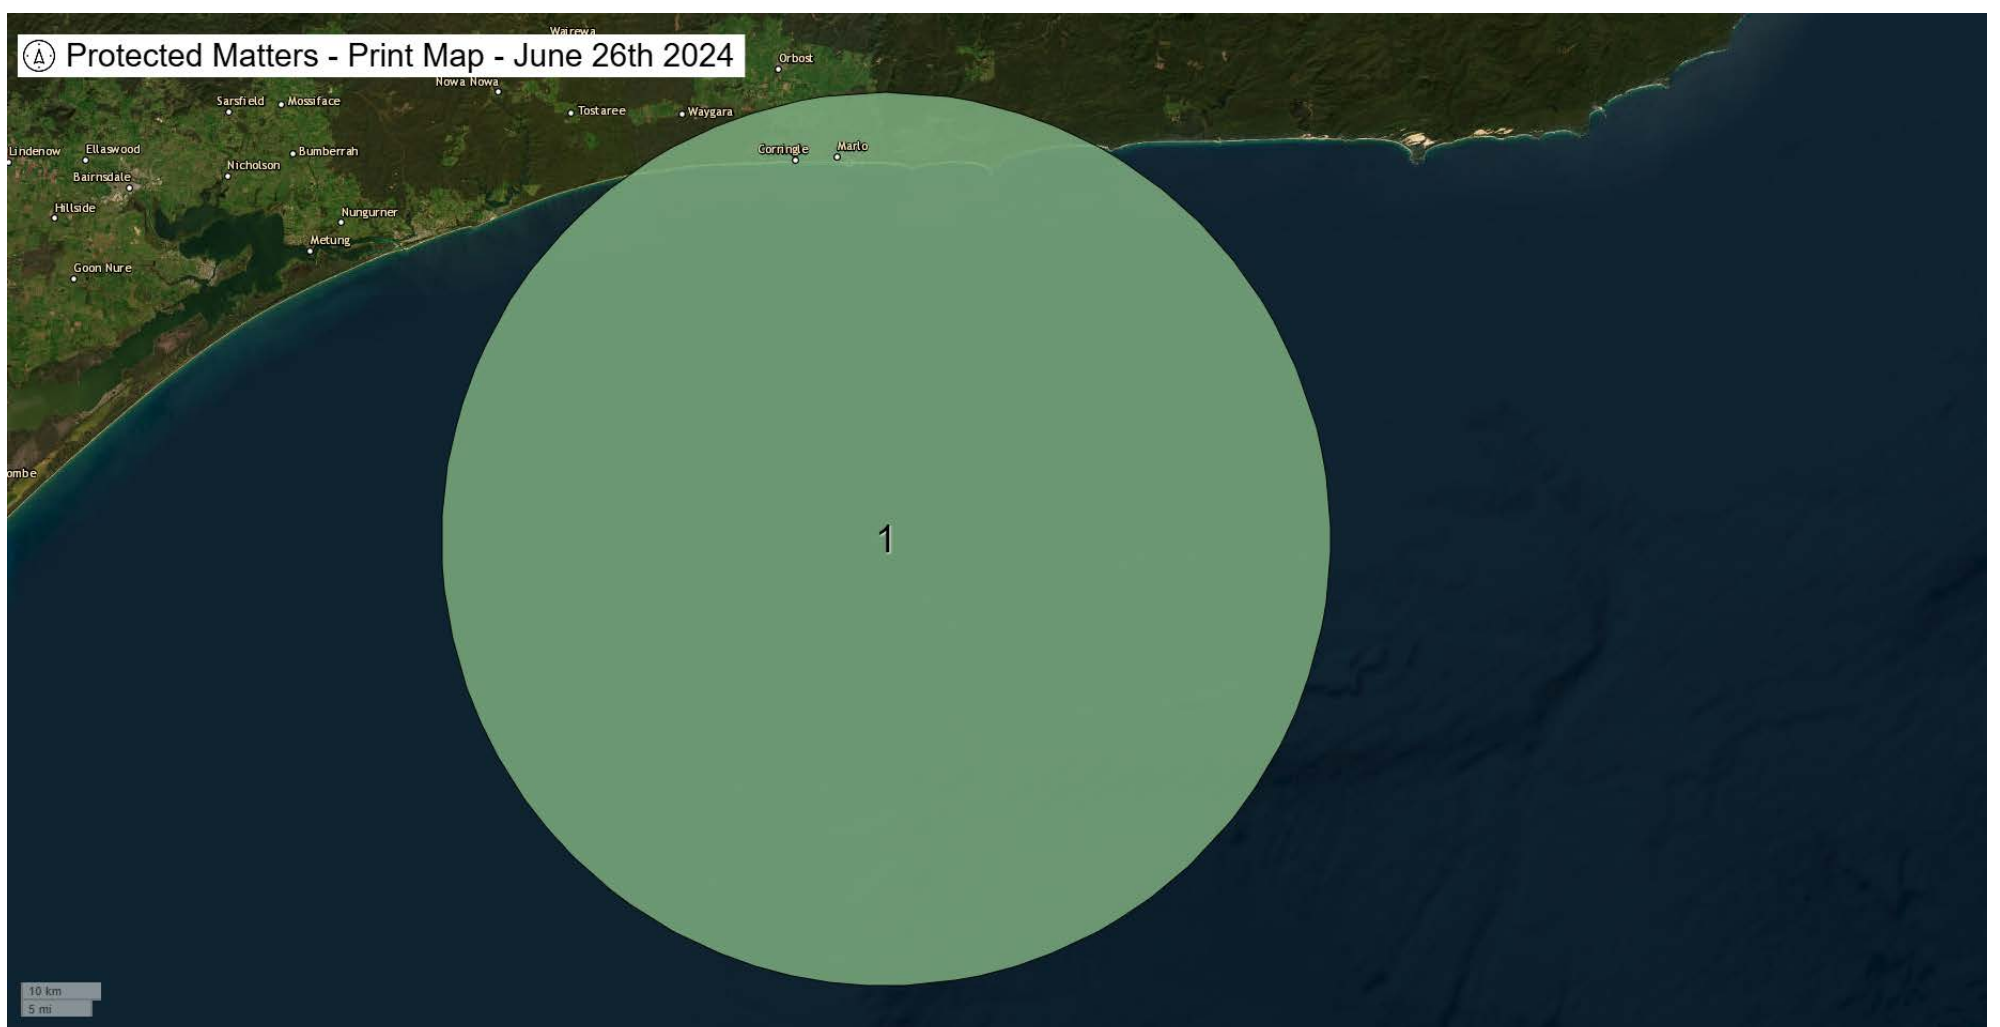 Wairewa
Protected Matters - Print Map - June 26th 2024
Orbost
Nowa Nowa
Sarsfield
Mossiface
Tostaree
Waygara
Lindenow
Ellaswood
Bumberrah
Corringle
Marlo
Nicholson
Bairnsdale
Hillside
Nungurner
Metung
Goon Nure
ombe
1
10 km
5 mi